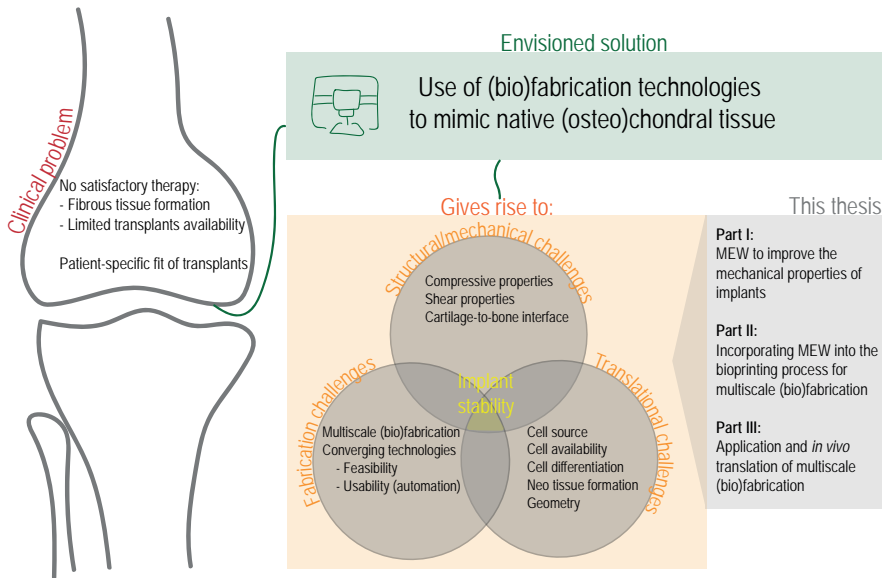 Clinical problem
No satisfactory therapy:
- Fibrous tissue formation
- Limited transplants availability
Patient-specific fit of transplants
Envisioned solution
Use of (bio)fabrication technologies
to mimic native (osteo)chondral tissue
Gives rise to:
Structural/mechanical challenges
Compressive properties
Shear properties
Cartilage-to-bone interface
Implant
stability
Fabrication challenges
Multiscale (bio)fabrication
Converging technologies
- Feasibility
- Usability (automation)
Translational challenges
Cell source
Cell availability
Cell differentiation
Neo tissue formation
Geometry
This thesis
Part I:
MEW to improve the
mechanical properties of
implants
Part II:
Incorporating MEW into the
bioprinting process for
multiscale (bio)fabrication
Part III:
Application and in vivo
translation of multiscale
(bio)fabrication